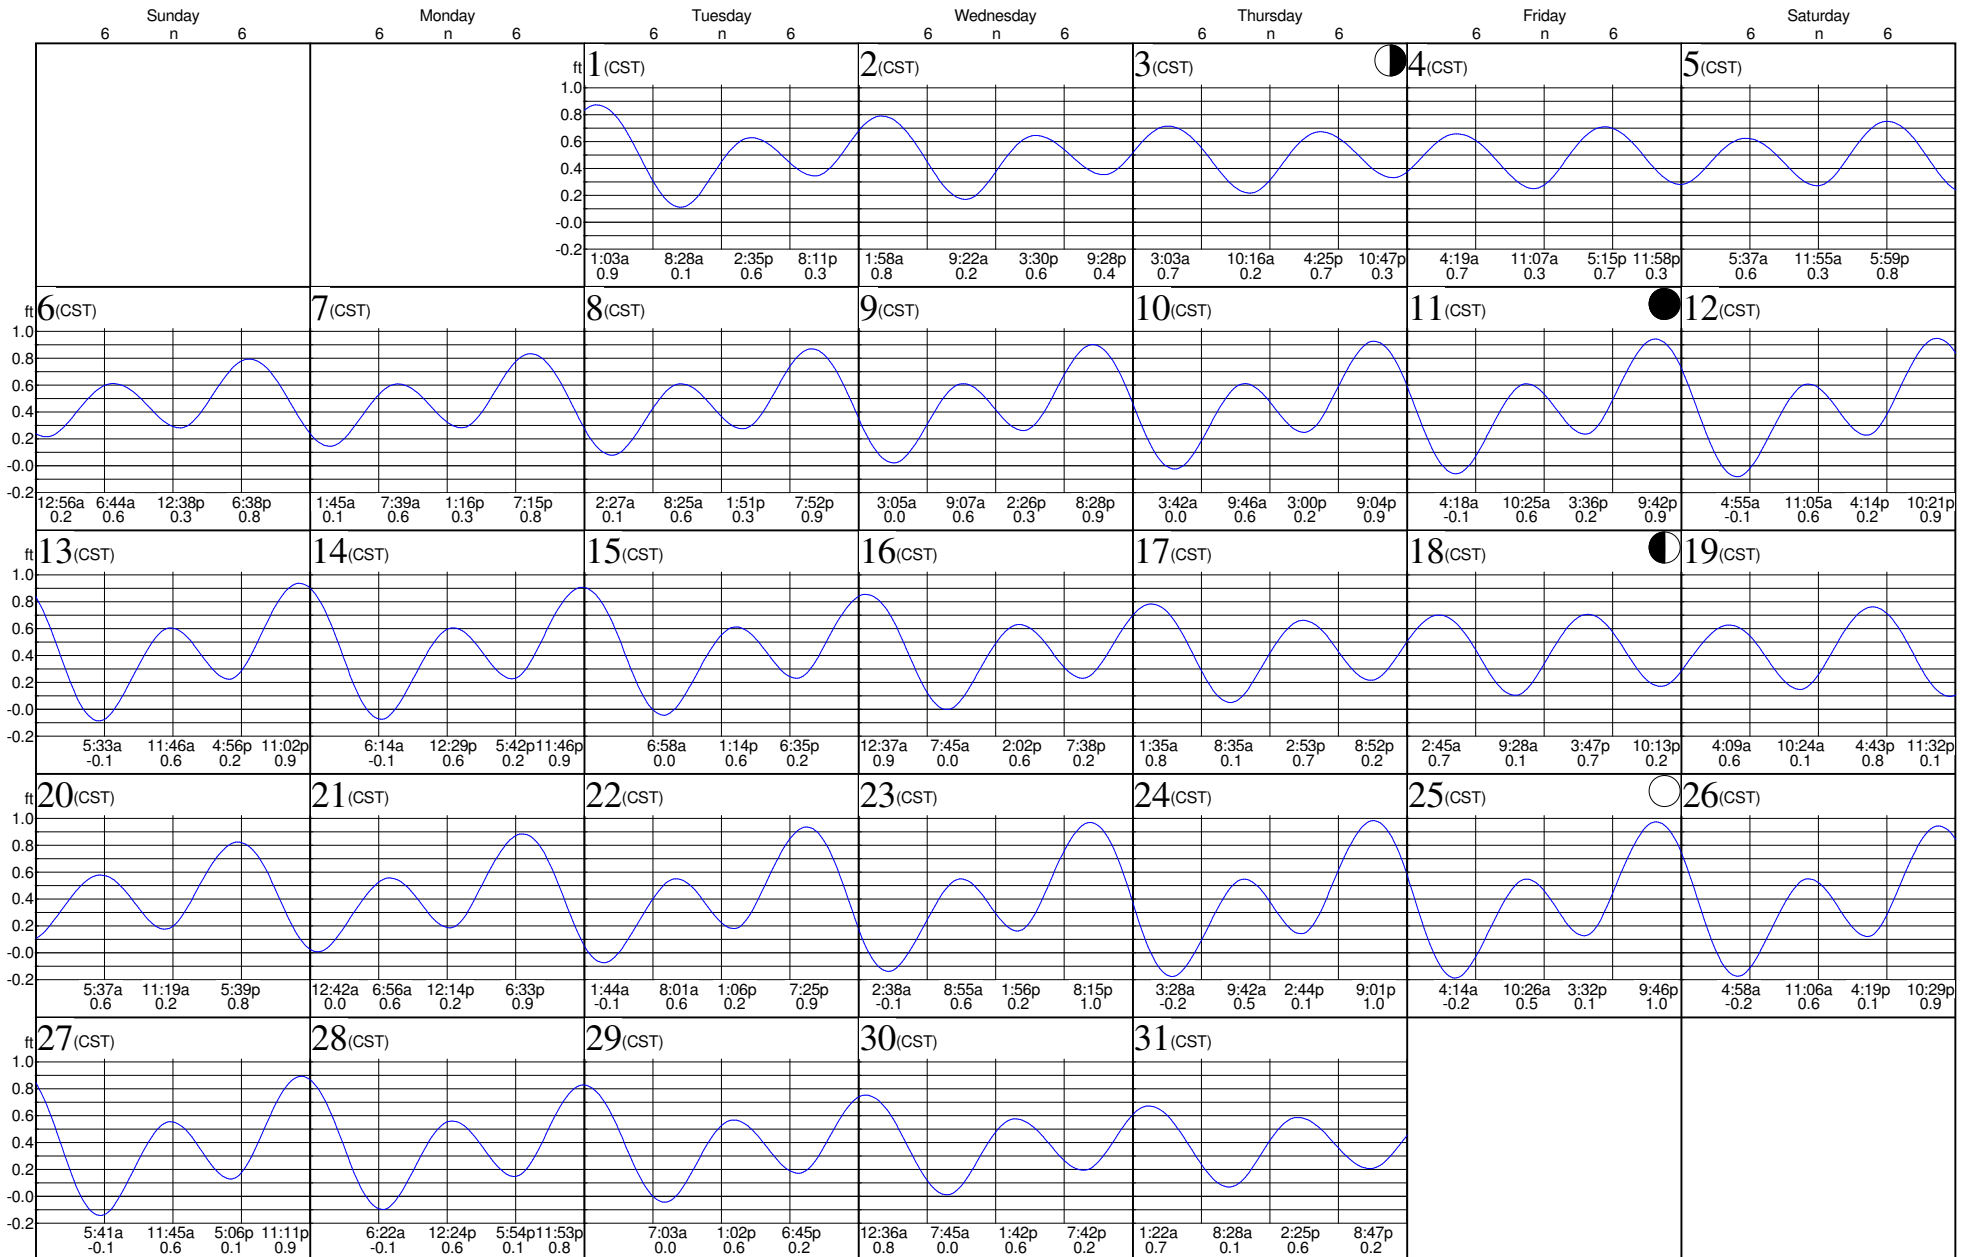 Sunday Monday Tuesday Wednesday Thursday Friday Saturday
6 n 6 6 n 6 6 n 6 6 n 6 6 n 6 6 n 6 6 n 6
ft 1(CST) 2(CST) 3(CST) 4(CST) 5(CST)
1.0
0.8
0.6
0.4
0.2
-0.0
-0.2
1:03a 8:28a 2:35p 8:11p 1:58a 9:22a 3:30p 9:28p 3:03a 10:16a 4:25p 10:47p 4:19a 11:07a 5:15p 11:58p 5:37a 11:55a 5:59p
0.9 0.1 0.6 0.3 0.8 0.2 0.6 0.4 0.7 0.2 0.7 0.3 0.7 0.3 0.7 0.3 0.6 0.3 0.8
ft 6(CST) 7(CST) 8(CST) 9(CST) 10(CST) 11(CST) 12(CST)
1.0
0.8
0.6
0.4
0.2
-0.0
-0.2
12:56a 6:44a 12:38p 6:38p 1:45a 7:39a 1:16p 7:15p 2:27a 8:25a 1:51p 7:52p 3:05a 9:07a 2:26p 8:28p 3:42a 9:46a 3:00p 9:04p 4:18a 10:25a 3:36p 9:42p 4:55a 11:05a 4:14p 10:21p
0.2 0.6 0.3 0.8 0.1 0.6 0.3 0.8 0.1 0.6 0.3 0.9 0.0 0.6 0.3 0.9 0.0 0.6 0.2 0.9 -0.1 0.6 0.2 0.9 -0.1 0.6 0.2 0.9
ft 13(CST) 14(CST) 15(CST) 16(CST) 17(CST) 18(CST) 19(CST)
1.0
0.8
0.6
0.4
0.2
-0.0
-0.2
5:33a 11:46a 4:56p 11:02p 6:14a 12:29p 5:42p 11:46p 6:58a 1:14p 6:35p 12:37a 7:45a 2:02p 7:38p 1:35a 8:35a 2:53p 8:52p 2:45a 9:28a 3:47p 10:13p 4:09a 10:24a 4:43p 11:32p
-0.1 0.6 0.2 0.9 -0.1 0.6 0.2 0.9 0.0 0.6 0.2 0.9 0.0 0.6 0.2 0.8 0.1 0.7 0.2 0.7 0.1 0.7 0.2 0.6 0.1 0.8 0.1
ft 20(CST) 21(CST) 22(CST) 23(CST) 24(CST) 25(CST) 26(CST)
1.0
0.8
0.6
0.4
0.2
-0.0
-0.2
5:37a 11:19a 5:39p 12:42a 6:56a 12:14p 6:33p 1:44a 8:01a 1:06p 7:25p 2:38a 8:55a 1:56p 8:15p 3:28a 9:42a 2:44p 9:01p 4:14a 10:26a 3:32p 9:46p 4:58a 11:06a 4:19p 10:29p
0.6 0.2 0.8 0.0 0.6 0.2 0.9 -0.1 0.6 0.2 0.9 -0.1 0.6 0.2 1.0 -0.2 0.5 0.1 1.0 -0.2 0.5 0.1 1.0 -0.2 0.6 0.1 0.9
ft 27(CST) 28(CST) 29(CST) 30(CST) 31(CST)
1.0
0.8
0.6
0.4
0.2
-0.0
-0.2
5:41a 11:45a 5:06p 11:11p 6:22a 12:24p 5:54p 11:53p 7:03a 1:02p 6:45p 12:36a 7:45a 1:42p 7:42p 1:22a 8:28a 2:25p 8:47p
-0.1 0.6 0.1 0.9 -0.1 0.6 0.1 0.8 0.0 0.6 0.2 0.8 0.0 0.6 0.2 0.7 0.1 0.6 0.2